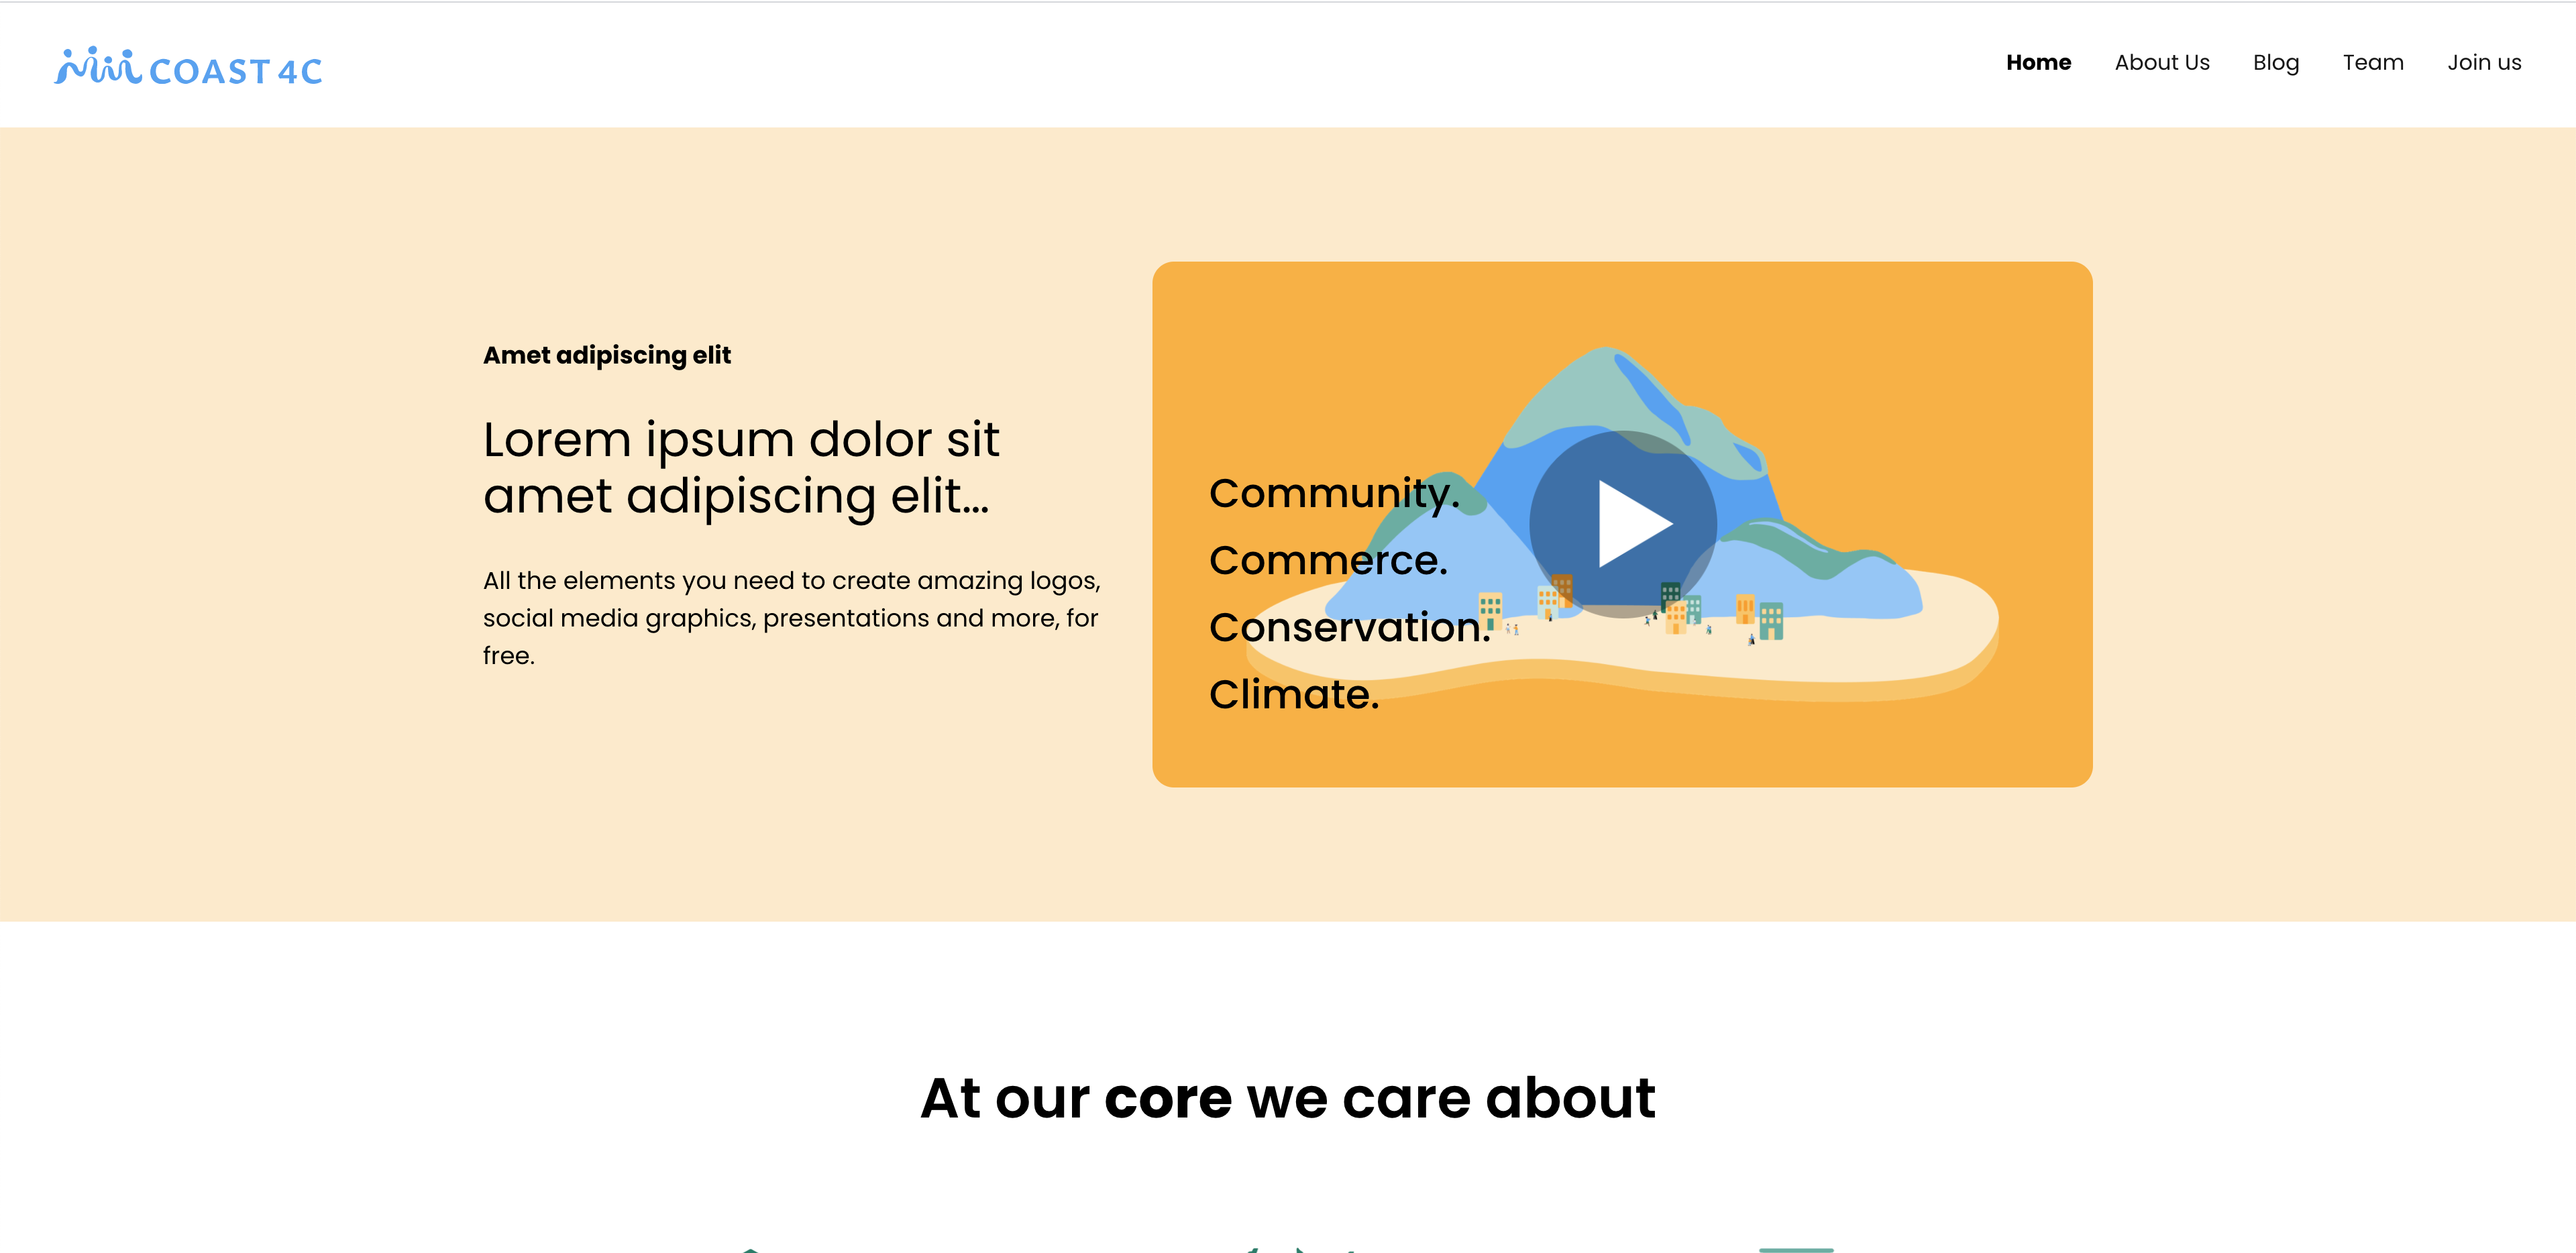 COAST 4C
Home About Us Blog Team Join us
Amet adipiscing elit
Lorem ipsum dolor sit
amet adipiscing elit...
All the elements you need to create amazing logos,
social media graphics, presentations and more, for
free.
Community.
Commerce.
Conservation.
Climate.
At our core we care about